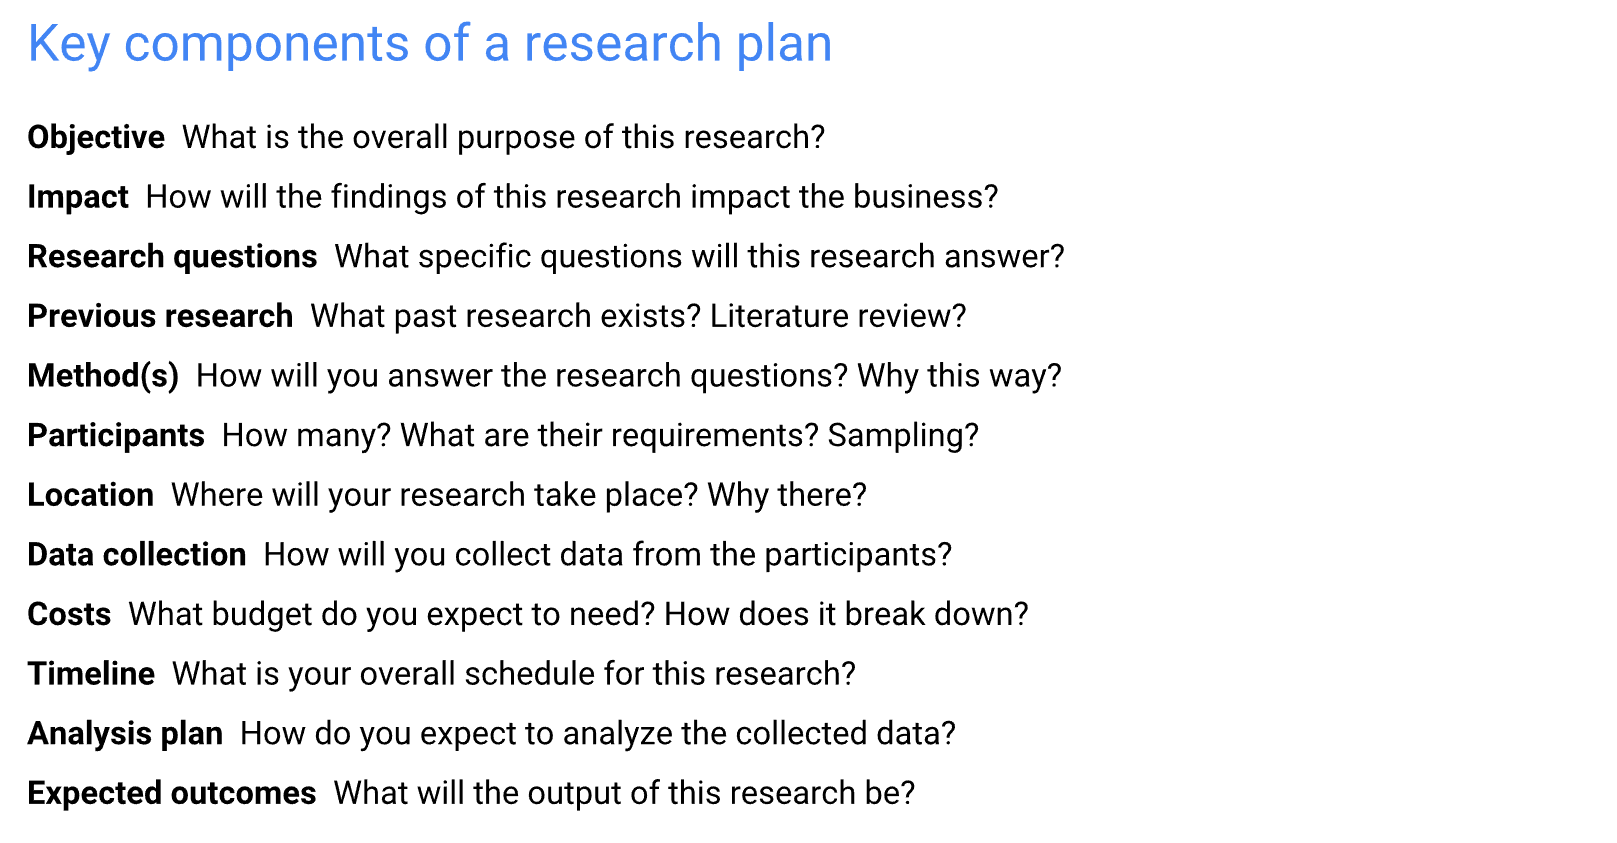 Key components of a research plan
Objective What is the overall purpose of this research?
Impact How will the findings of this research impact the business?
Research questions What specific questions will this research answer?
Previous research What past research exists? Literature review?
Method(s) How will you answer the research questions? Why this way?
Participants How many? What are their requirements? Sampling?
Location Where will your research take place? Why there?
Data collection How will you collect data from the participants?
Costs What budget do you expect to need? How does it break down?
Timeline What is your overall schedule for this research?
Analysis plan How do you expect to analyze the collected data?
Expected outcomes What will the output of this research be?